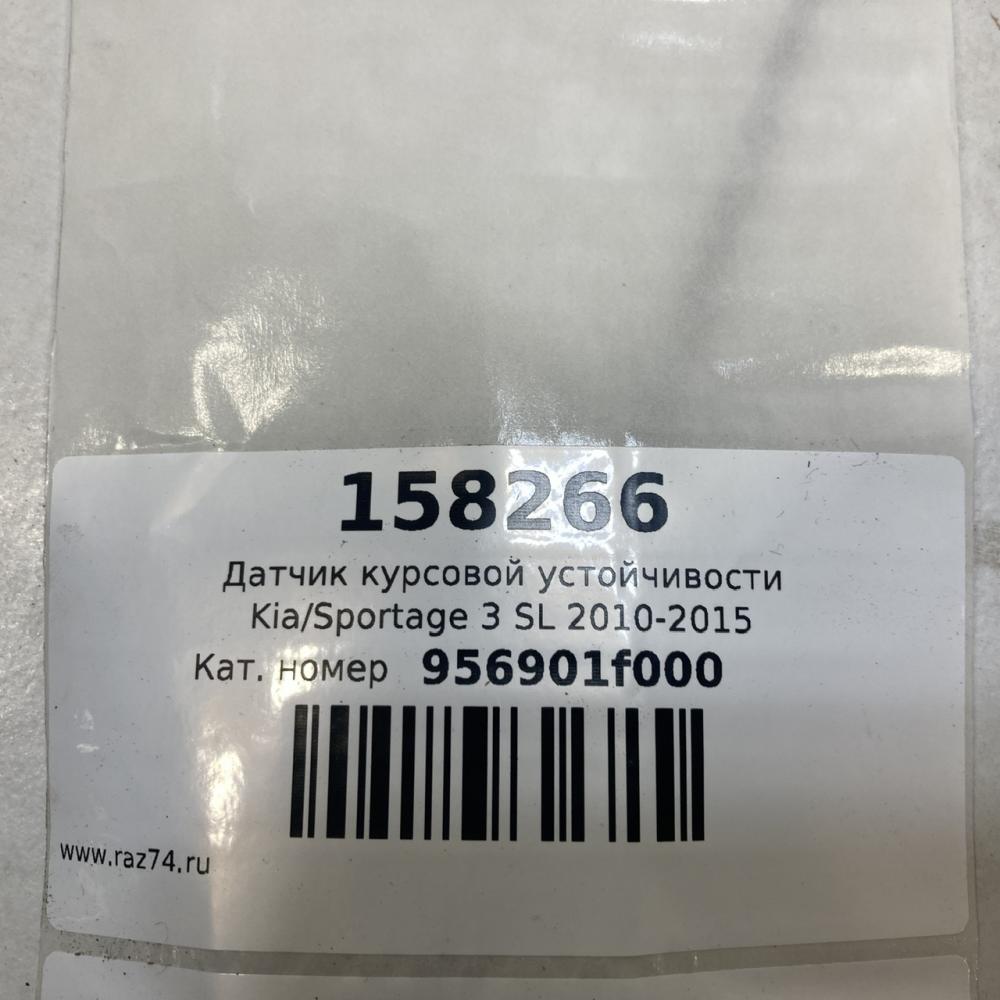 158266
Датчик курсовой устойчивости
Kia/Sportage 3 SL 2010-2015
Кат. номер 956901f000
www.raz74.ru